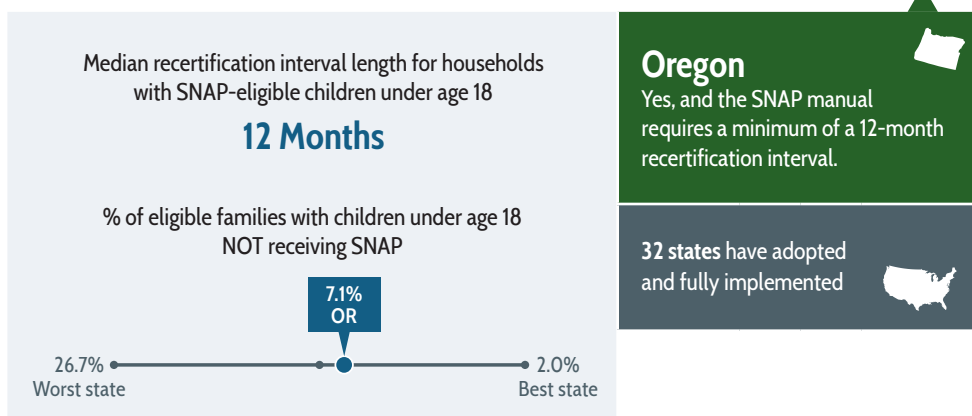 Median recertification interval length for households
with SNAP-eligible children under age 18
12 Months
% of eligible families with children under age 18
NOT receiving SNAP
7.1%
OR
26.7%
Worst state
2.0%
Best state
Oregon
Yes, and the SNAP manual
requires a minimum of a 12-month
recertification interval.
32 states have adopted
and fully implemented